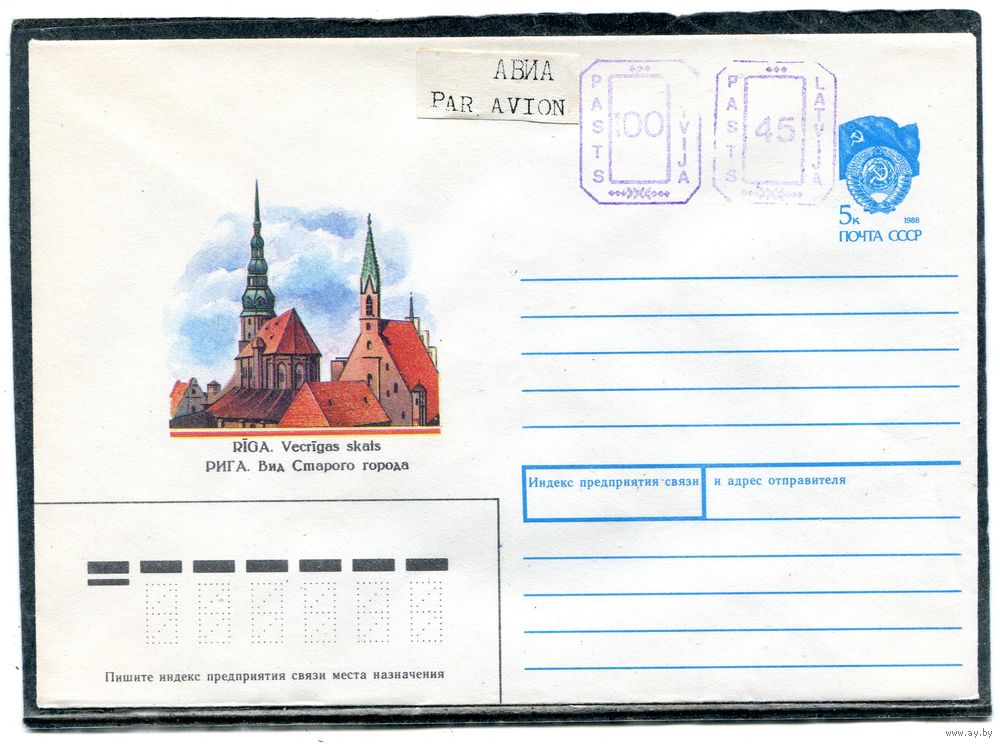 АВИА
PAR AVION
PASTS
100
LATVIJA
PASTS
45
LATVIJA
5к
1988
ПОЧТА СССР
RĪGA. Vecrīgas skats
РИГА. Вид Старого города
Индекс предприятия связи и адрес отправителя
Пишите индекс предприятия связи места назначения
www.ay.by